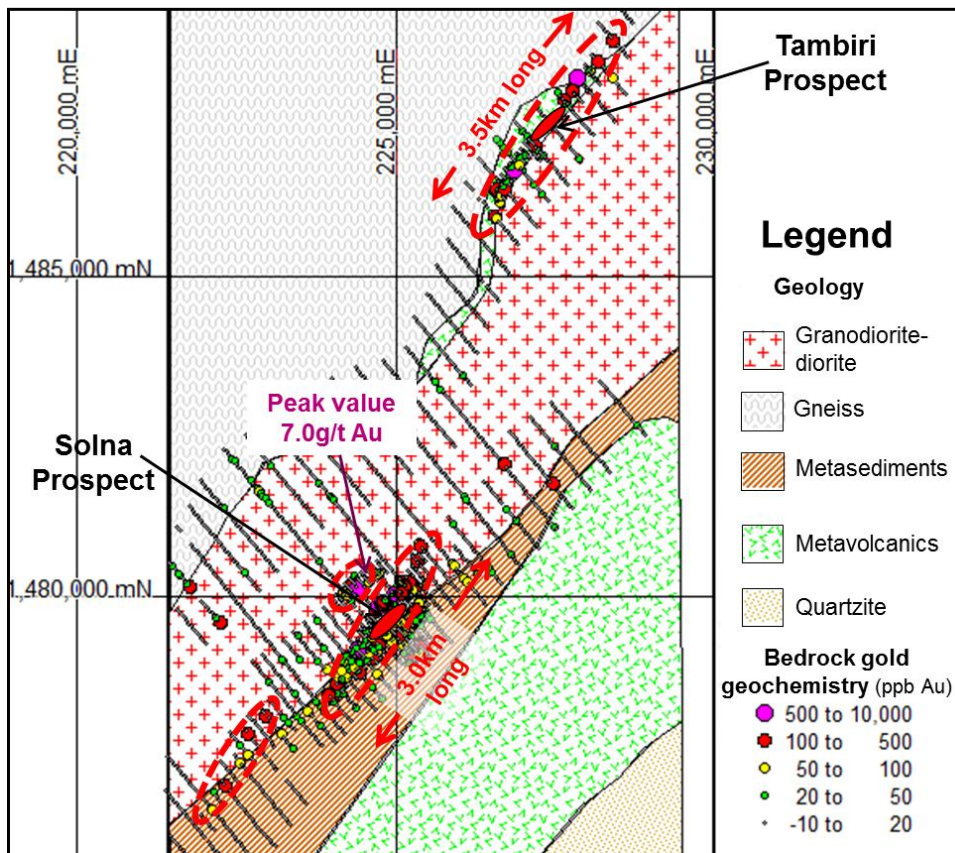 220,000 mE
225,000 mE
230,000 mE
3.5km long
Tambiri
Prospect
1,485,000 mN
Peak value
7.0g/t Au
Solna
Prospect
1,480,000 mN
3.0km
long
Legend
Geology
Granodiorite-
diorite
Gneiss
Metasediments
Metavolcanics
Quartzite
Bedrock gold
geochemistry (ppb Au)
500 to 10,000
100 to 500
50 to 100
20 to 50
-10 to 20